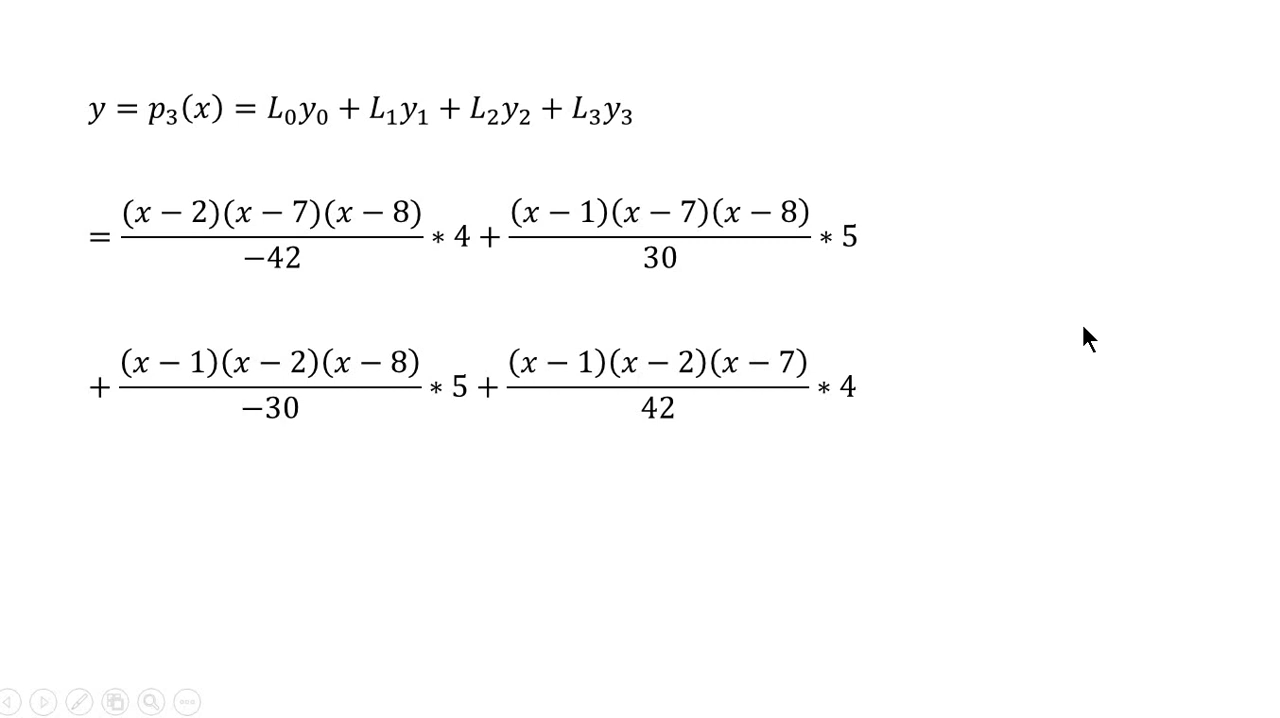 y = p₃(x) = L₀y₀ + L₁y₁ + L₂y₂ + L₃y₃
= (x − 2)(x − 7)(x − 8)/−42 ∗ 4 + (x − 1)(x − 7)(x − 8)/30 ∗ 5
+ (x − 1)(x − 2)(x − 8)/−30 ∗ 5 + (x − 1)(x − 2)(x − 7)/42 ∗ 4